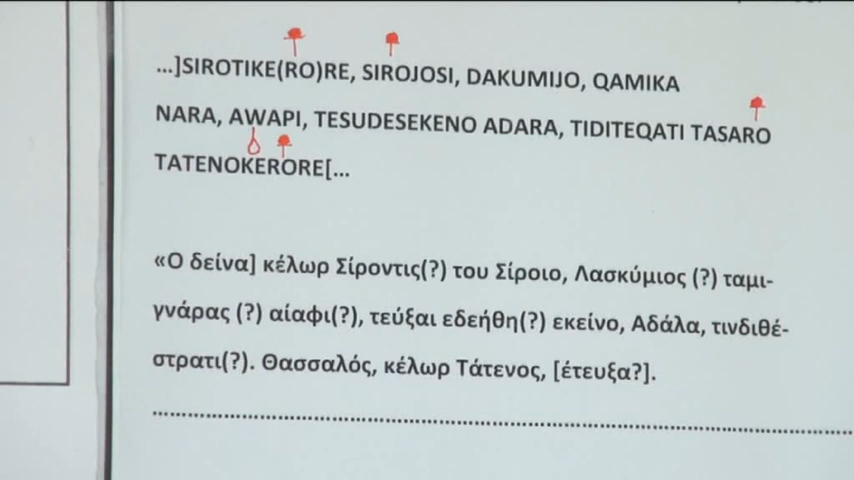 ...]SIROTIKE(RO)RE, SIROJOSI, DAKUMIJO, QAMIKA
NARA, AWAPI, TESUDESEKENO ADARA, TIDITEQATI TASARO
TATENOKERORE[...
«Ο δείνα] κέλωρ Σίροντις(?) του Σίροιο, Λασκύμιος (?) ταμι-
γνάρας (?) αίαφι(?), τεύξαι εδεήθη(?) εκείνο, Αδάλα, τινδιθέ-
στρατι(?). Θασσαλός, κέλωρ Τάτενος, [έτευξα?].